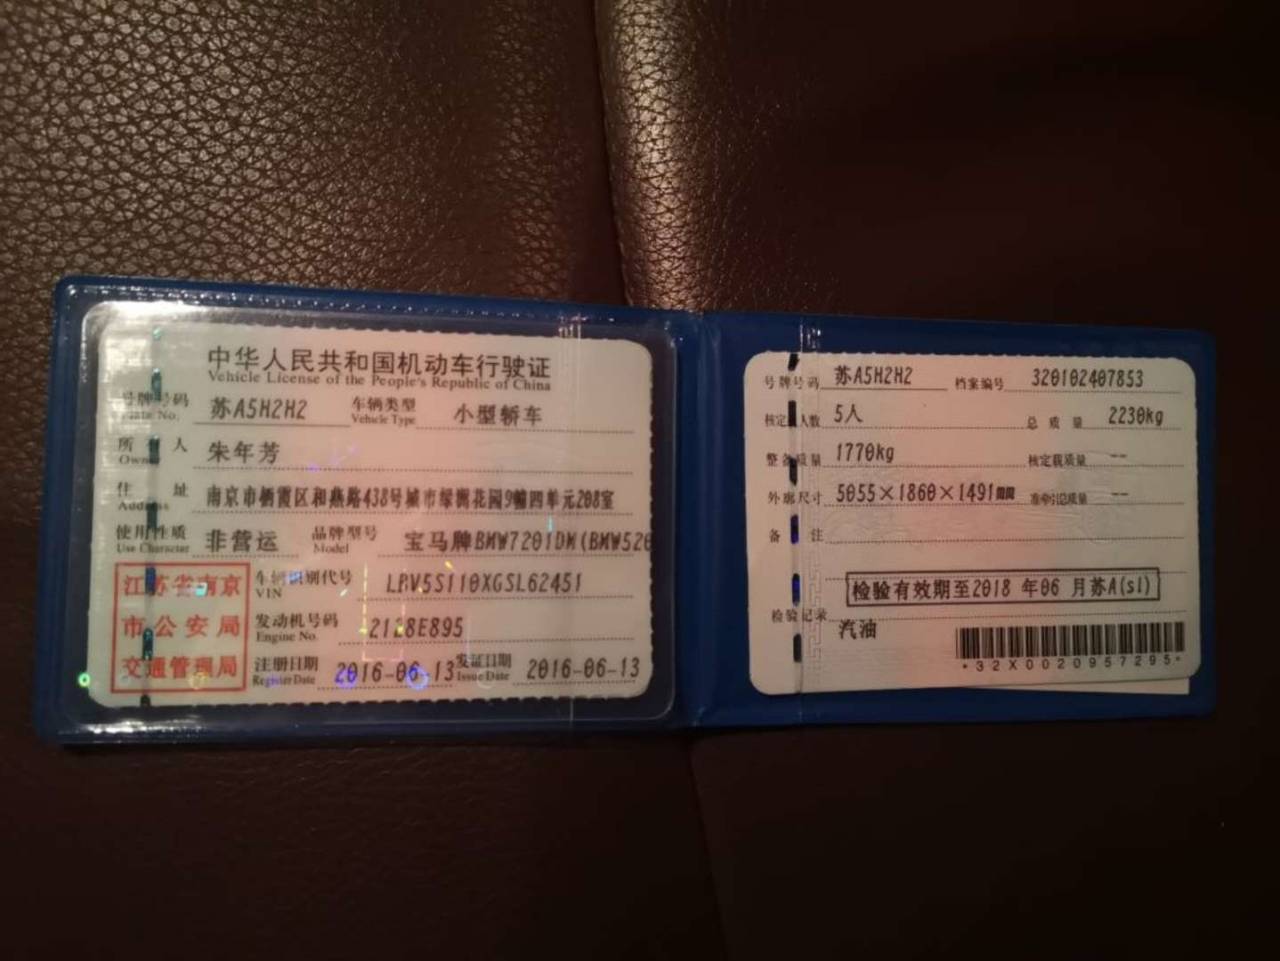 中华人民共和国机动车行驶证
Vehicle License of the People's Republic of China
号牌号码 苏A5H2H2 车辆类型 小型轿车
Plate No. Vehicle Type
所有人 朱年芳
Owner
住址 南京市栖霞区和燕路438号城市绿洲花园9幢四单元208室
Address
使用性质 非营运 品牌型号 宝马牌BMW7201DM(BMW520
Use Character Model
江苏省南京
市公安局
交通管理局
车辆识别代号 LBV5S110XGSL62451
VIN
发动机号码 2128E895
Engine No.
注册日期 2016-06-13 发证日期 2016-06-13
Register Date Issue Date
号牌号码 苏A5H2H2 档案编号 320102407853
核定载人数 5人 总质量 2230kg
整备质量 1770kg 核定载质量 --
外廓尺寸 5055×1860×1491 准牵引总质量 --
备注
检验有效期至2018 年06 月苏A(sl)
检验记录
汽油
*32X0020957295*